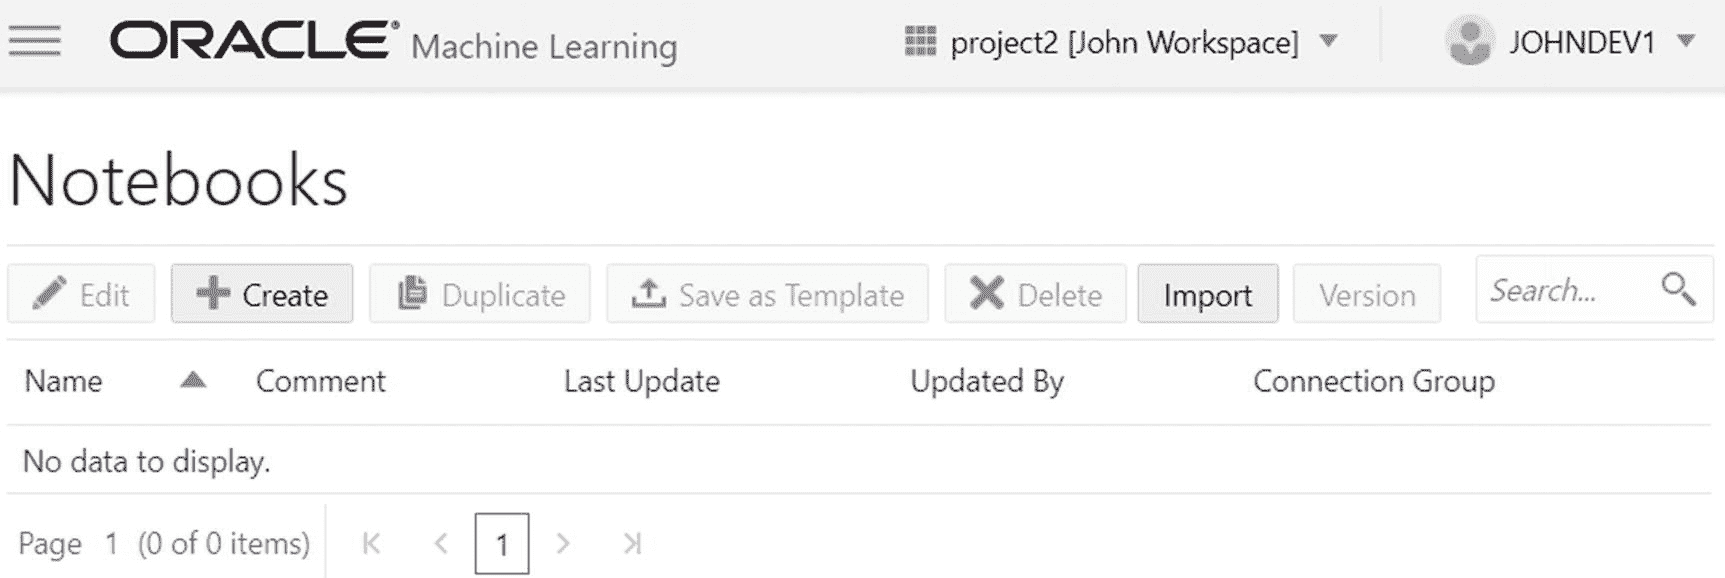 ORACLE® Machine Learning project2 [John Workspace] JOHNDEV1
Notebooks
Edit Create Duplicate Save as Template Delete Import Version Search...
Name Comment Last Update Updated By Connection Group
No data to display.
Page 1 (0 of 0 items) 1